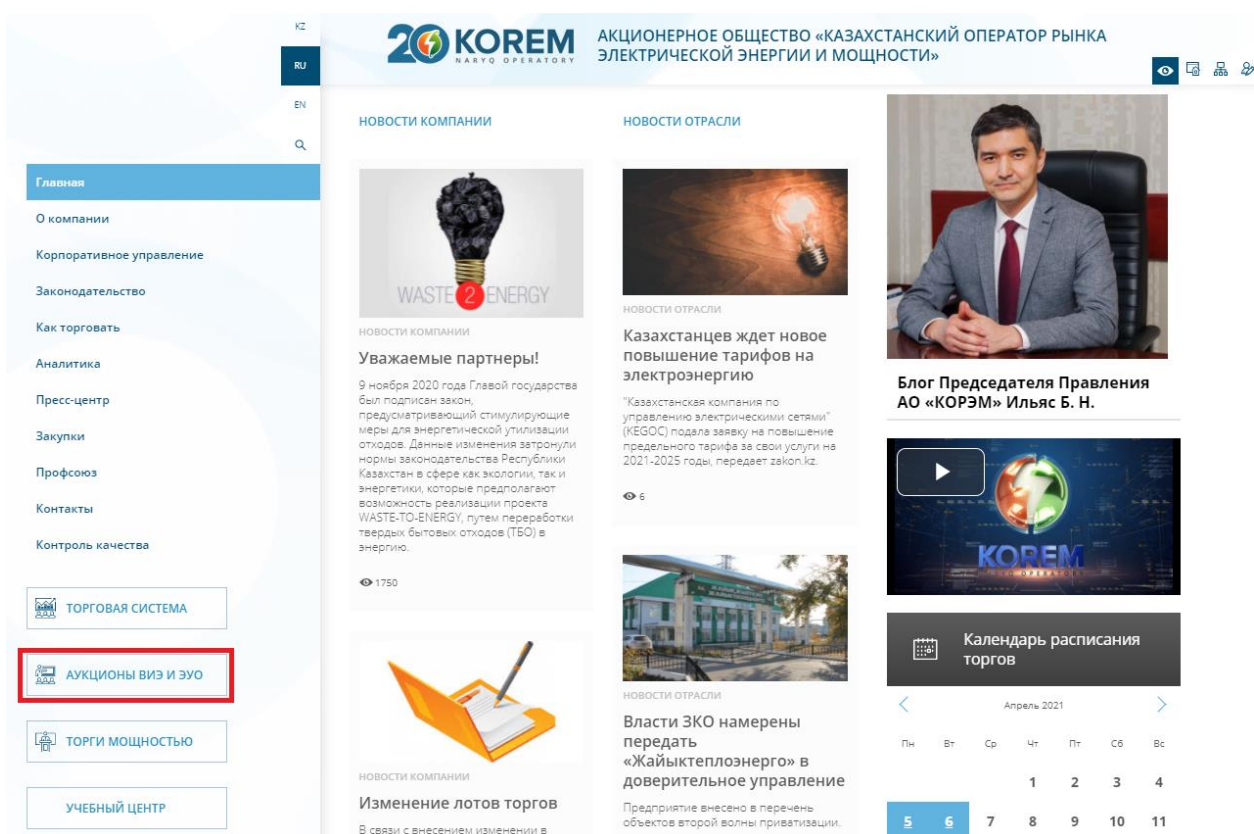 KZ
RU
EN
20 KOREM
NARYQ OPERATORY
АКЦИОНЕРНОЕ ОБЩЕСТВО «КАЗАХСТАНСКИЙ ОПЕРАТОР РЫНКА
ЭЛЕКТРИЧЕСКОЙ ЭНЕРГИИ И МОЩНОСТИ»
Главная
О компании
Корпоративное управление
Законодательство
Как торговать
Аналитика
Пресс-центр
Закупки
Профсоюз
Контакты
Контроль качества
ТОРГОВАЯ СИСТЕМА
АУКЦИОНЫ ВИЭ И ЭУО
ТОРГИ МОЩНОСТЬЮ
УЧЕБНЫЙ ЦЕНТР
НОВОСТИ КОМПАНИИ
WASTE 2 ENERGY
НОВОСТИ КОМПАНИИ
Уважаемые партнеры!
9 ноября 2020 года Главой государства
был подписан закон,
предусматривающий стимулирующие
меры для энергетической утилизации
отходов. Данные изменения затронули
нормы законодательства Республики
Казахстан в сфере как экологии, так и
энергетики, которые предполагают
возможность реализации проекта
WASTE-TO-ENERGY, путем переработки
твердых бытовых отходов (ТБО) в
энергию.
1750
НОВОСТИ КОМПАНИИ
Изменение лотов торгов
В связи с внесением изменении в
НОВОСТИ ОТРАСЛИ
НОВОСТИ ОТРАСЛИ
Казахстанцев ждет новое
повышение тарифов на
электроэнергию
"Казахстанская компания по
управлению электрическими сетями"
(KEGOC) подала заявку на повышение
предельного тарифа за свои услуги на
2021-2025 годы, передает zakon.kz.
6
НОВОСТИ ОТРАСЛИ
Власти ЗКО намерены
передать
«Жайыктеплоэнерго» в
доверительное управление
Предприятие внесено в перечень
объектов второй волны приватизации.
Блог Председателя Правления
АО «КОРЭМ» Ильяс Б. Н.
KOREM
Календарь расписания
торгов
Апрель 2021
Пн Вт Ср Чт Пт Сб Вс
1 2 3 4
5 6 7 8 9 10 11